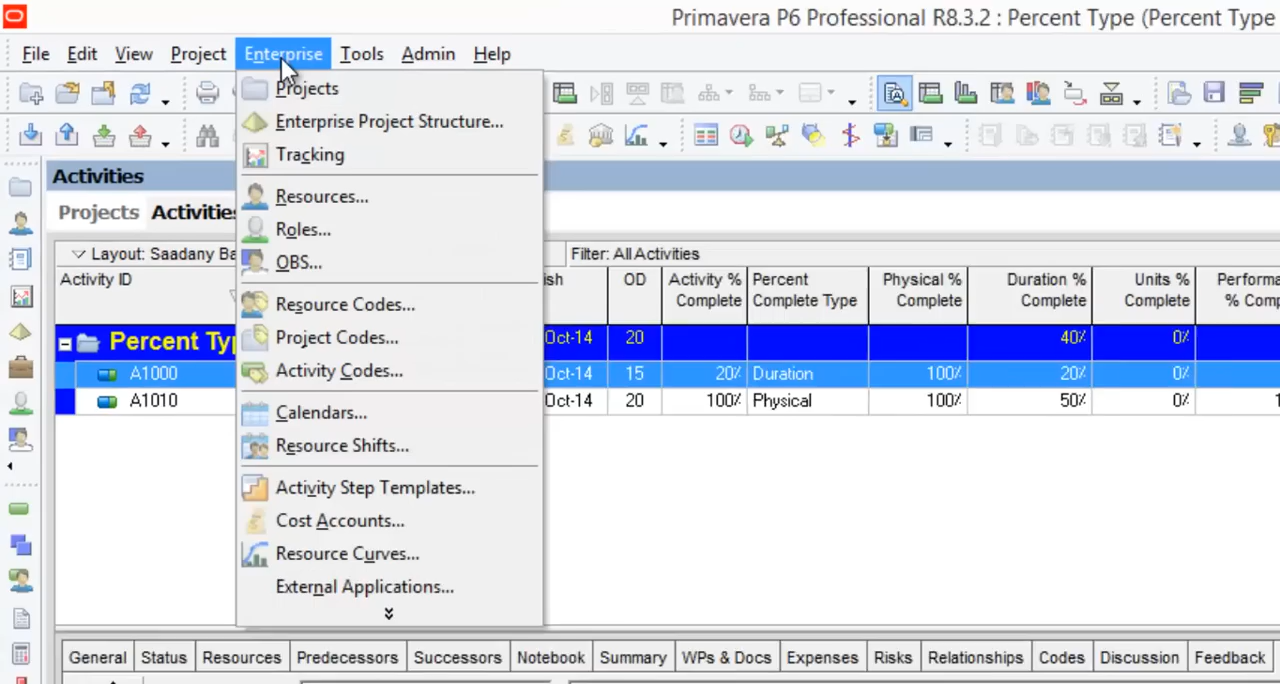 Primavera P6 Professional R8.3.2 : Percent Type (Percent Type
File Edit View Project Enterprise Tools Admin Help
Projects
Enterprise Project Structure...
Tracking
Resources...
Roles...
OBS...
Resource Codes...
Project Codes...
Activity Codes...
Calendars...
Resource Shifts...
Activity Step Templates...
Cost Accounts...
Resource Curves...
External Applications...
Activities
Projects Activities
Layout: Saadany Ba Filter: All Activities
Activity ID ish OD Activity % Complete Percent Complete Type Physical % Complete Duration % Complete Units % Complete Performa % Comp
Percent Ty Oct-14 20 40% 0%
A1000 Oct-14 15 20% Duration 100% 20% 0%
A1010 Oct-14 20 100% Physical 100% 50% 0% 1
General Status Resources Predecessors Successors Notebook Summary WPs & Docs Expenses Risks Relationships Codes Discussion Feedback